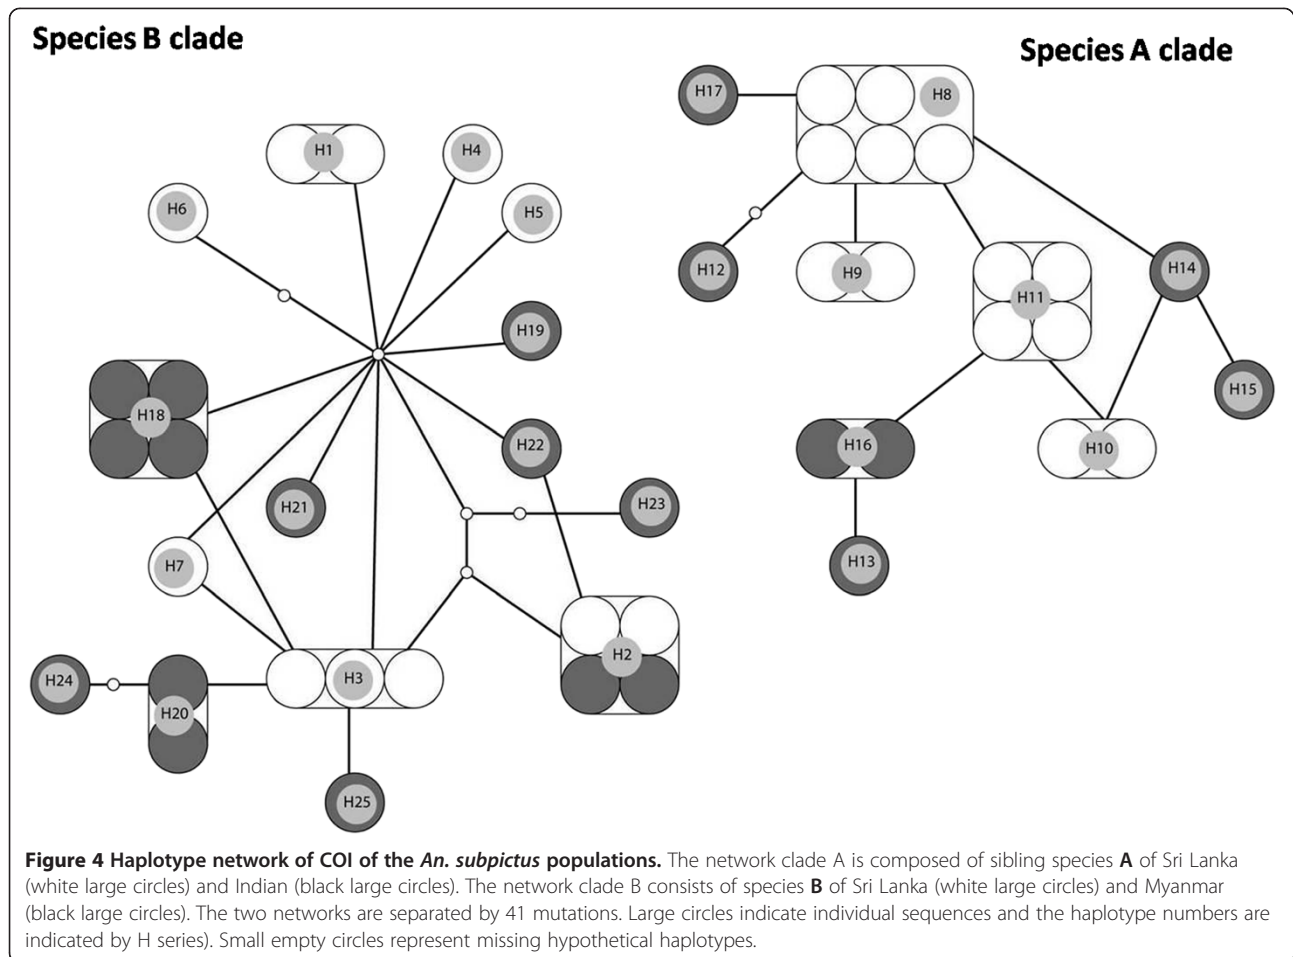 Species B clade
Species A clade
H17
H8
H1
H4
H6
H5
H12
H9
H11
H14
H19
H15
H18
H22
H16
H10
H21
H23
H7
H13
H2
H24
H3
H20
H25
Figure 4 Haplotype network of COI of the An. subpictus populations. The network clade A is composed of sibling species A of Sri Lanka
(white large circles) and Indian (black large circles). The network clade B consists of species B of Sri Lanka (white large circles) and Myanmar
(black large circles). The two networks are separated by 41 mutations. Large circles indicate individual sequences and the haplotype numbers are
indicated by H series). Small empty circles represent missing hypothetical haplotypes.